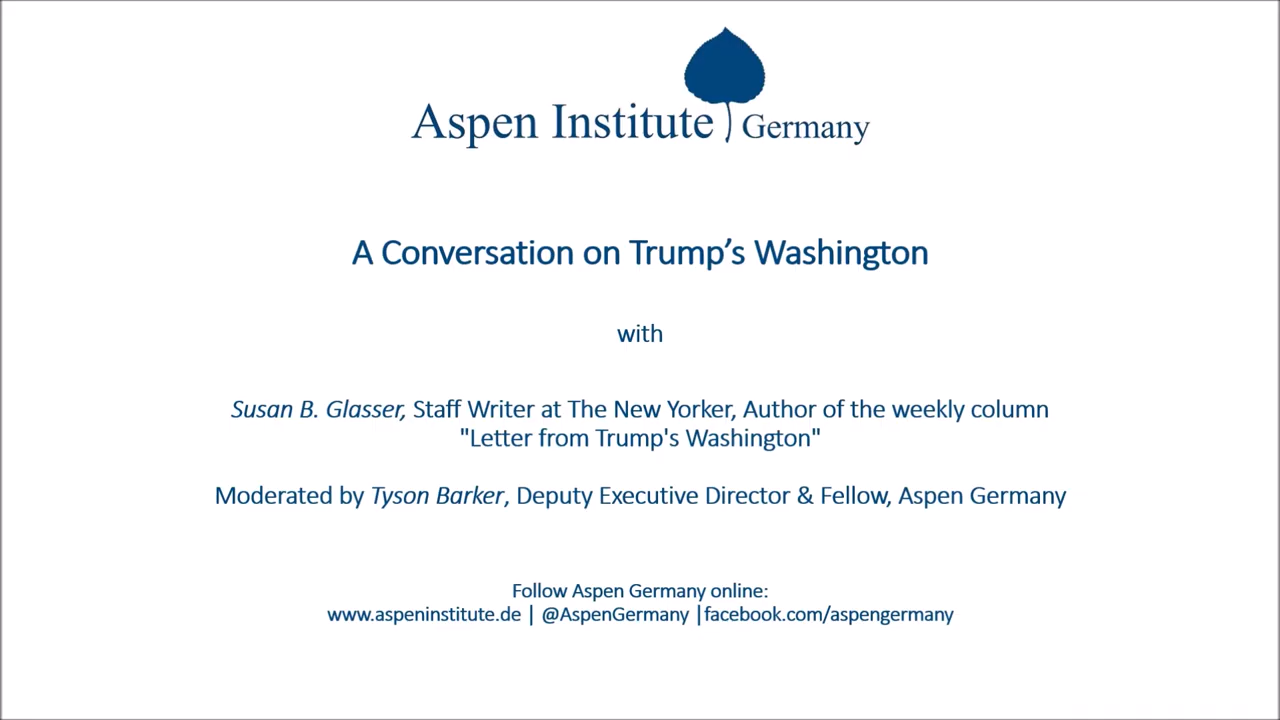 Aspen Institute Germany
A Conversation on Trump’s Washington
with
Susan B. Glasser, Staff Writer at The New Yorker, Author of the weekly column
"Letter from Trump's Washington"
Moderated by Tyson Barker, Deputy Executive Director & Fellow, Aspen Germany
Follow Aspen Germany online:
www.aspeninstitute.de | @AspenGermany |facebook.com/aspengermany